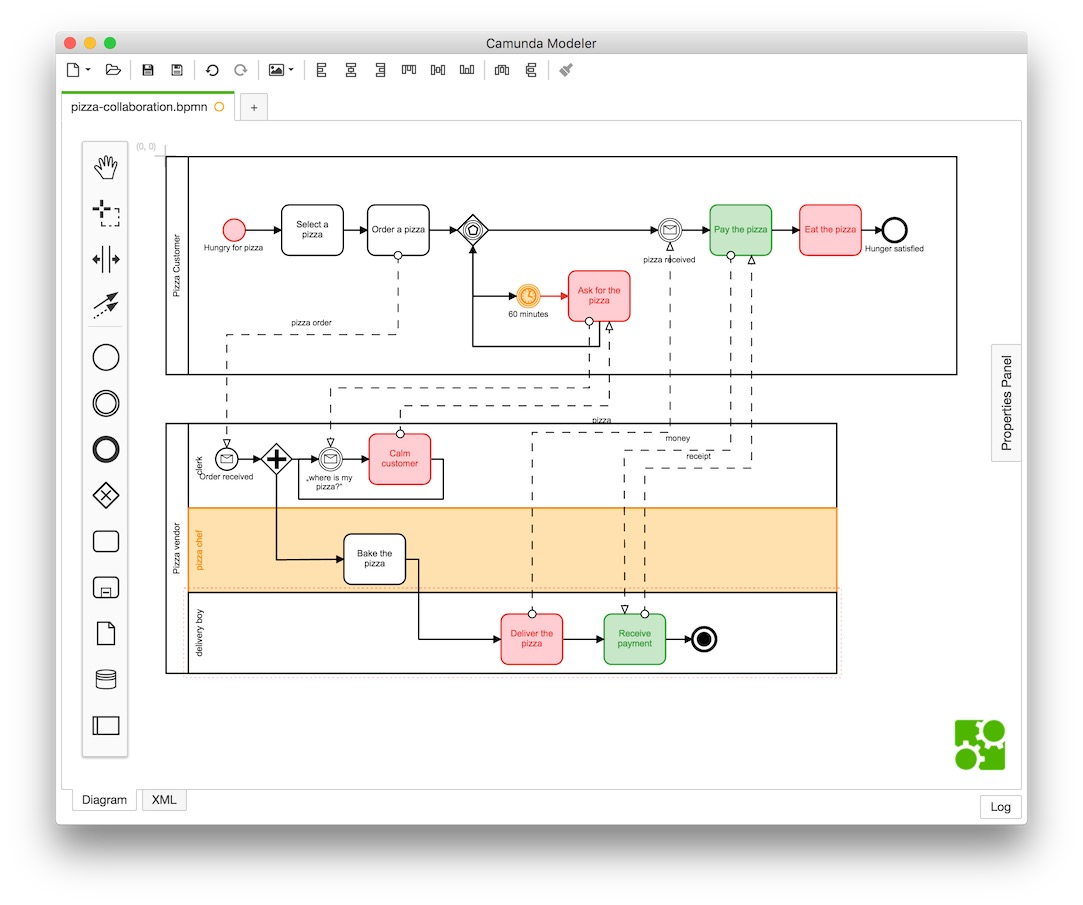 Camunda Modeler
pizza-collaboration.bpmn
+
(0, 0)
Pizza Customer
Hungry for pizza
Select a
pizza
Order a pizza
pizza received
Pay the pizza
Eat the pizza
Hunger satisfied
60 minutes
Ask for the
pizza
pizza order
Properties Panel
pizza
money
receipt
Pizza vendor
clerk
Order received
„where is my
pizza?"
Calm
customer
pizza chef
Bake the
pizza
delivery boy
Deliver the
pizza
Receive
payment
Diagram
XML
Log